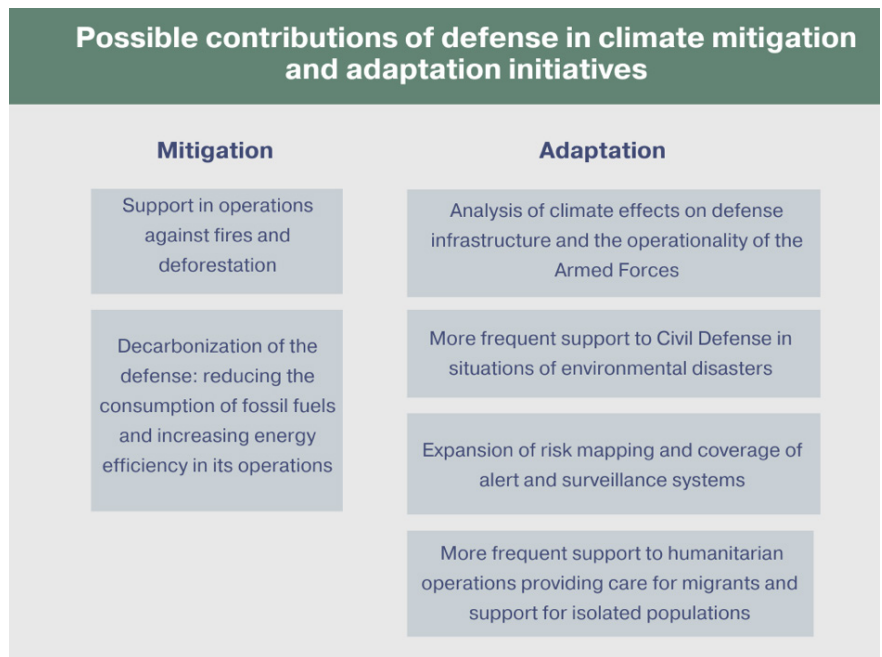 Possible contributions of defense in climate mitigation
and adaptation initiatives
Mitigation
Support in operations
against fires and
deforestation
Decarbonization of the
defense: reducing the
consumption of fossil fuels
and increasing energy
efficiency in its operations
Adaptation
Analysis of climate effects on defense
infrastructure and the operationality of the
Armed Forces
More frequent support to Civil Defense in
situations of environmental disasters
Expansion of risk mapping and coverage of
alert and surveillance systems
More frequent support to humanitarian
operations providing care for migrants and
support for isolated populations